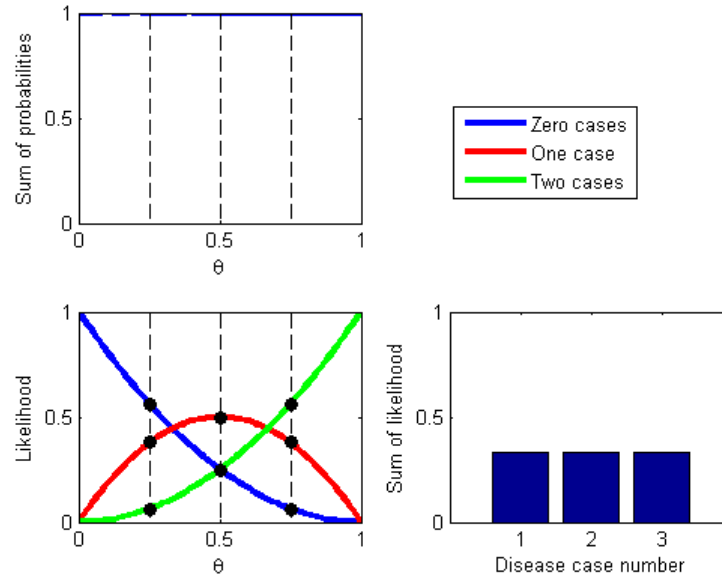 1
0.5
0
Sum of probabilities
0
0.5
1
θ
Zero cases
One case
Two cases
1
0.5
0
Likelihood
0
0.5
1
θ
1
0.5
0
Sum of likelihood
1
2
3
Disease case number